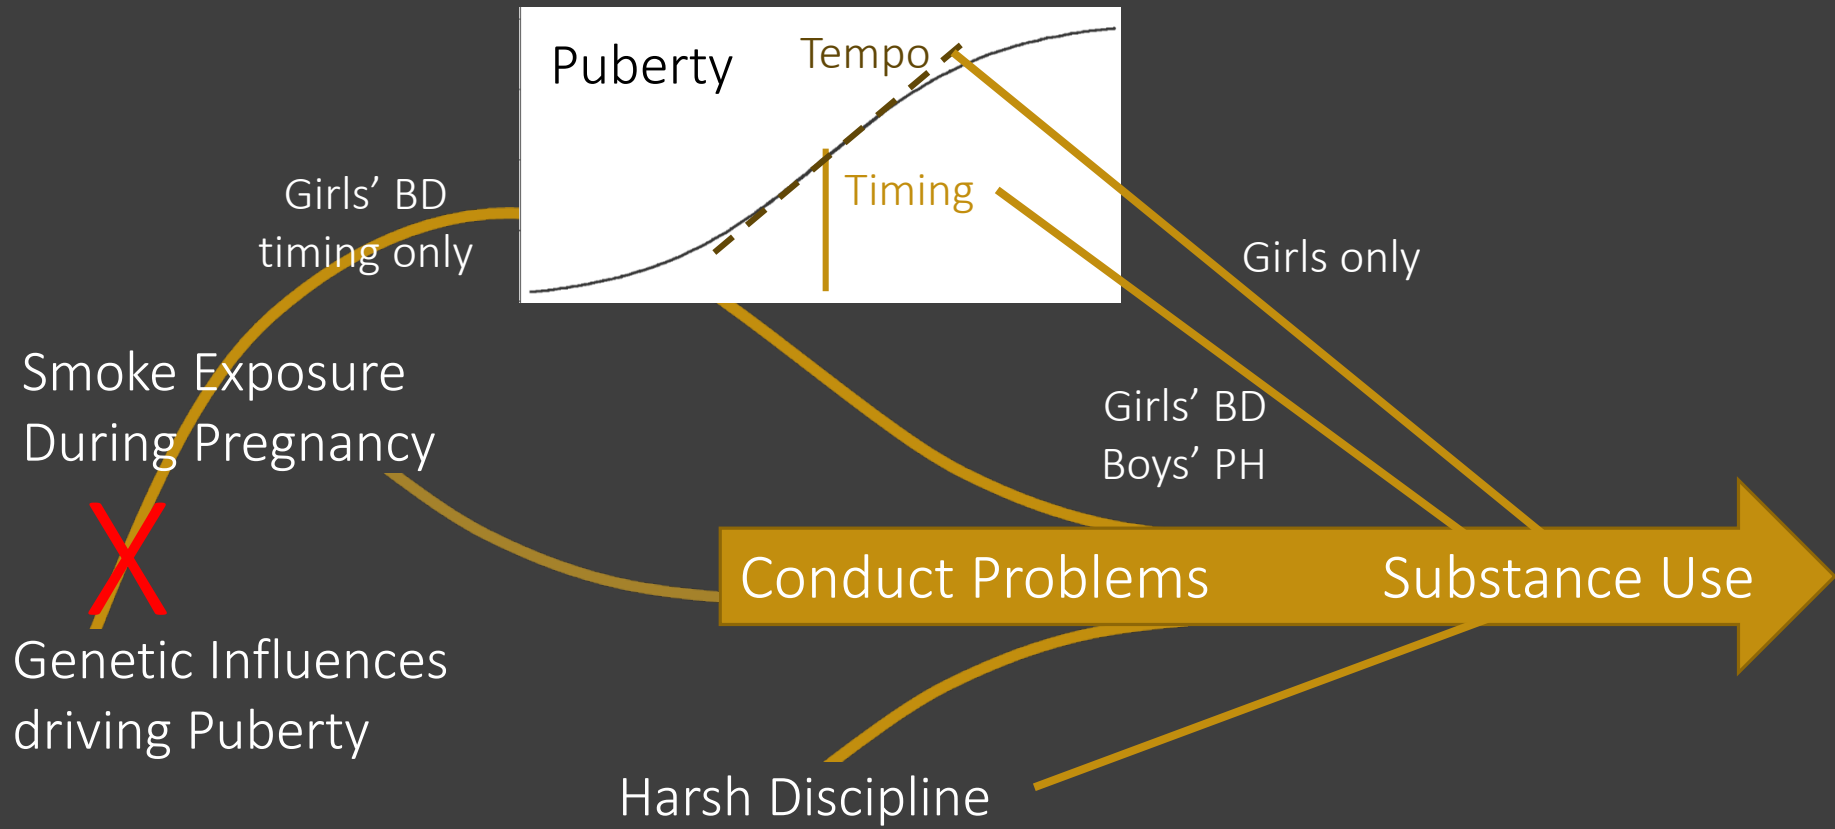 Puberty
Tempo
Timing
Girls’ BD
timing only
Girls only
Smoke Exposure
During Pregnancy
Girls’ BD
Boys’ PH
Conduct Problems
Substance Use
Genetic Influences
driving Puberty
Harsh Discipline